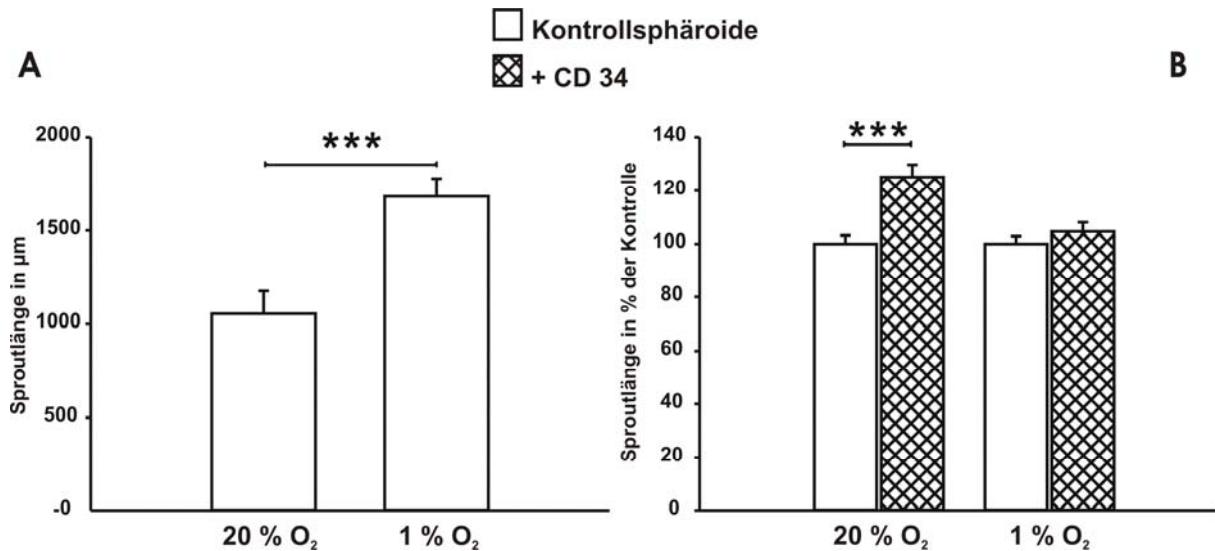 Kontrollsphäroide
+ CD 34
A
B
Sproutlänge in µm
2000
1500
1000
500
-0
***
20 % O₂
1 % O₂
Sproutlänge in % der Kontrolle
140
120
100
80
60
40
20
0
***
20 % O₂
1 % O₂